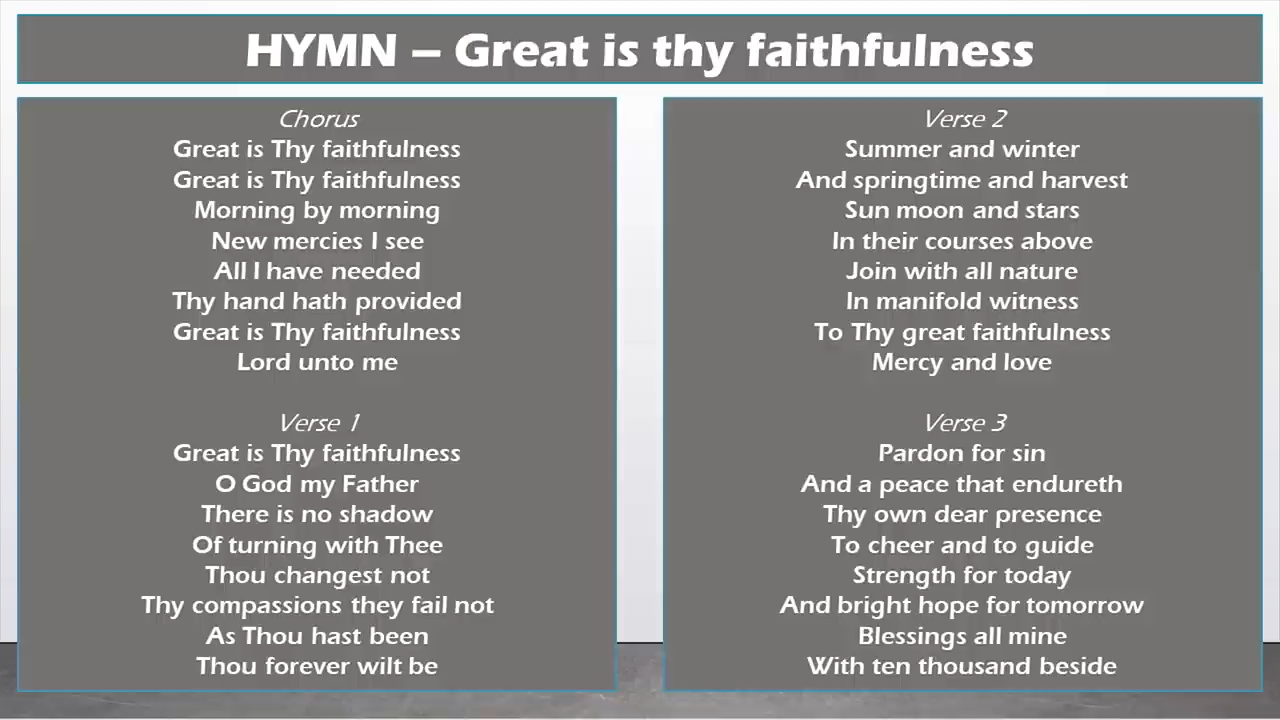 HYMN – Great is thy faithfulness
Chorus
Great is Thy faithfulness
Great is Thy faithfulness
Morning by morning
New mercies I see
All I have needed
Thy hand hath provided
Great is Thy faithfulness
Lord unto me
Verse 1
Great is Thy faithfulness
O God my Father
There is no shadow
Of turning with Thee
Thou changest not
Thy compassions they fail not
As Thou hast been
Thou forever wilt be
Verse 2
Summer and winter
And springtime and harvest
Sun moon and stars
In their courses above
Join with all nature
In manifold witness
To Thy great faithfulness
Mercy and love
Verse 3
Pardon for sin
And a peace that endureth
Thy own dear presence
To cheer and to guide
Strength for today
And bright hope for tomorrow
Blessings all mine
With ten thousand beside